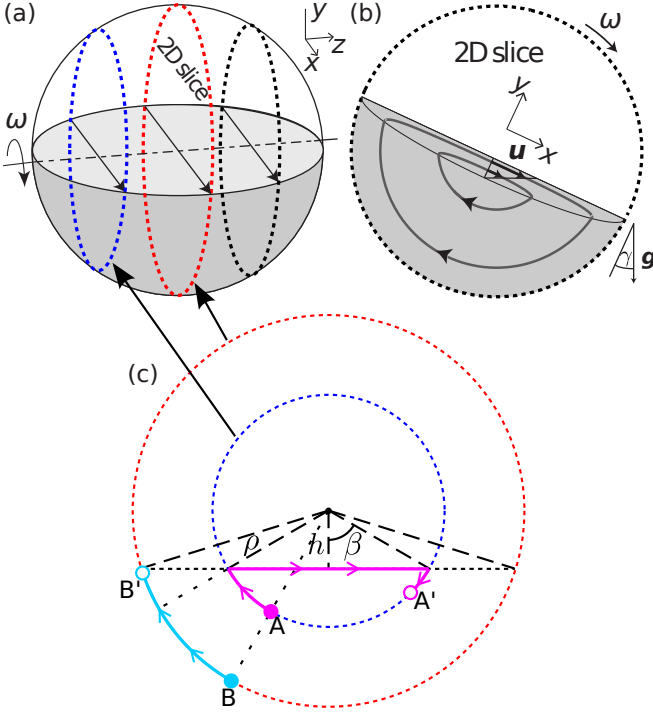 (a)
y
z
x
2D slice
ω
(b)
ω
2D slice
y
x
u
γ
g
(c)
ρ
h
β
B'
A
A'
B